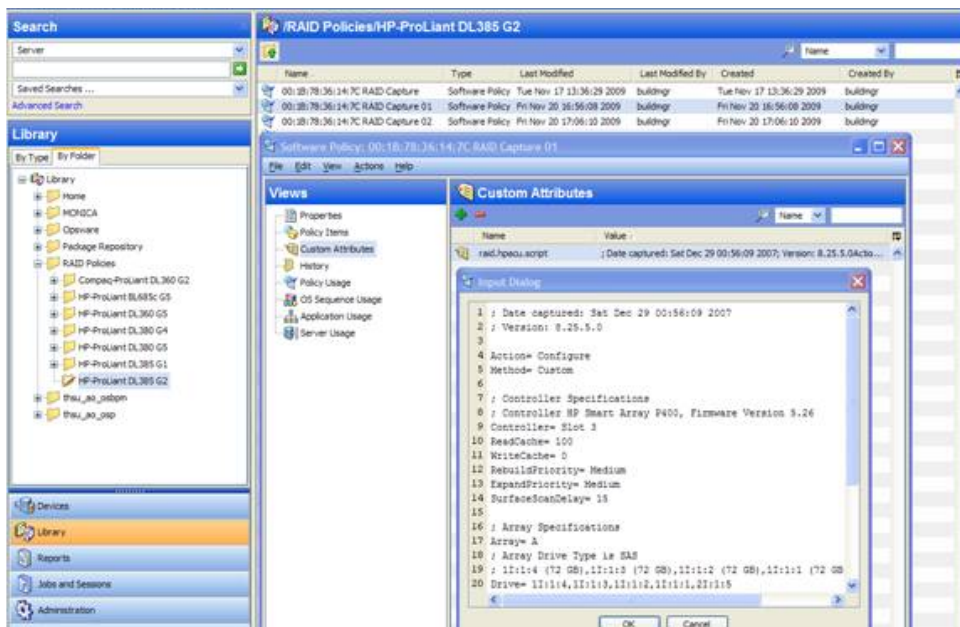 Search
Server
Saved Searches ...
Advanced Search
Library
By Type By Folder
Library
Home
MONICA
Opsware
Package Repository
RAID Policies
Compaq-ProLiant DL360 G2
HP-ProLiant BL685c G5
HP-ProLiant DL360 G5
HP-ProLiant DL380 G4
HP-ProLiant DL380 G5
HP-ProLiant DL385 G1
HP-ProLiant DL385 G2
thsu_ao_osbpm
thsu_ao_osp
Devices
Library
Reports
Jobs and Sessions
Administration
/RAID Policies/HP-ProLiant DL385 G2
Name
Name Type Last Modified Last Modified By Created Created By
00:1B:78:36:14:7C RAID Capture Software Policy Tue Nov 17 13:36:29 2009 buildmgr Tue Nov 17 13:36:29 2009 buildmgr
00:1B:78:36:14:7C RAID Capture 01 Software Policy Fri Nov 20 16:56:08 2009 buildmgr Fri Nov 20 16:56:08 2009 buildmgr
00:1B:78:36:14:7C RAID Capture 02 Software Policy Fri Nov 20 17:06:10 2009 buildmgr Fri Nov 20 17:06:10 2009 buildmgr
Software Policy: 00:1B:78:36:14:7C RAID Capture 01
File Edit View Actions Help
Views
Properties
Policy Items
Custom Attributes
History
Policy Usage
OS Sequence Usage
Application Usage
Server Usage
Custom Attributes
Name
Name Value
raid.hpacu.script ; Date captured: Sat Dec 29 00:56:09 2007; Version: 8.25.5.0Actio...
Input Dialog
1 ; Date captured: Sat Dec 29 00:56:09 2007
2 ; Version: 8.25.5.0
3
4 Action= Configure
5 Method= Custom
6
7 ; Controller Specifications
8 ; Controller HP Smart Array P400, Firmware Version 5.26
9 Controller= Slot 3
10 ReadCache= 100
11 WriteCache= 0
12 RebuildPriority= Medium
13 ExpandPriority= Medium
14 SurfaceScanDelay= 15
15
16 ; Array Specifications
17 Array= A
18 ; Array Drive Type is SAS
19 ; 1I:1:4 (72 GB),1I:1:3 (72 GB),1I:1:2 (72 GB),1I:1:1 (72 GB
20 Drive= 1I:1:4,1I:1:3,1I:1:2,1I:1:1,2I:1:5
OK Cancel